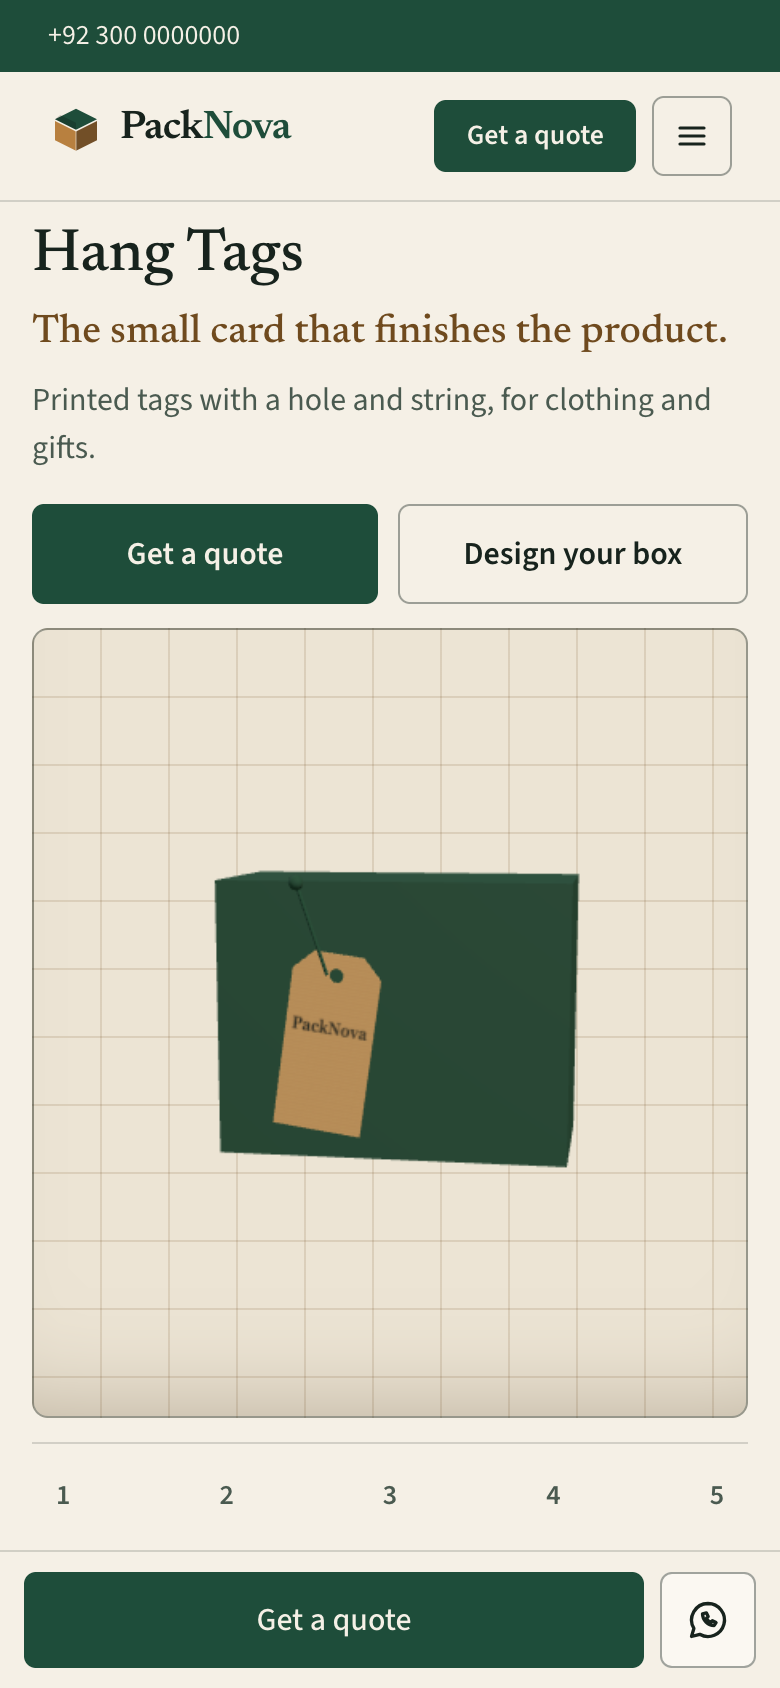 +92 300 0000000
PackNova
Get a quote
Hang Tags
The small card that finishes the product.
Printed tags with a hole and string, for clothing and
gifts.
Get a quote
Design your box
PackNova
1
2
3
4
5
Get a quote